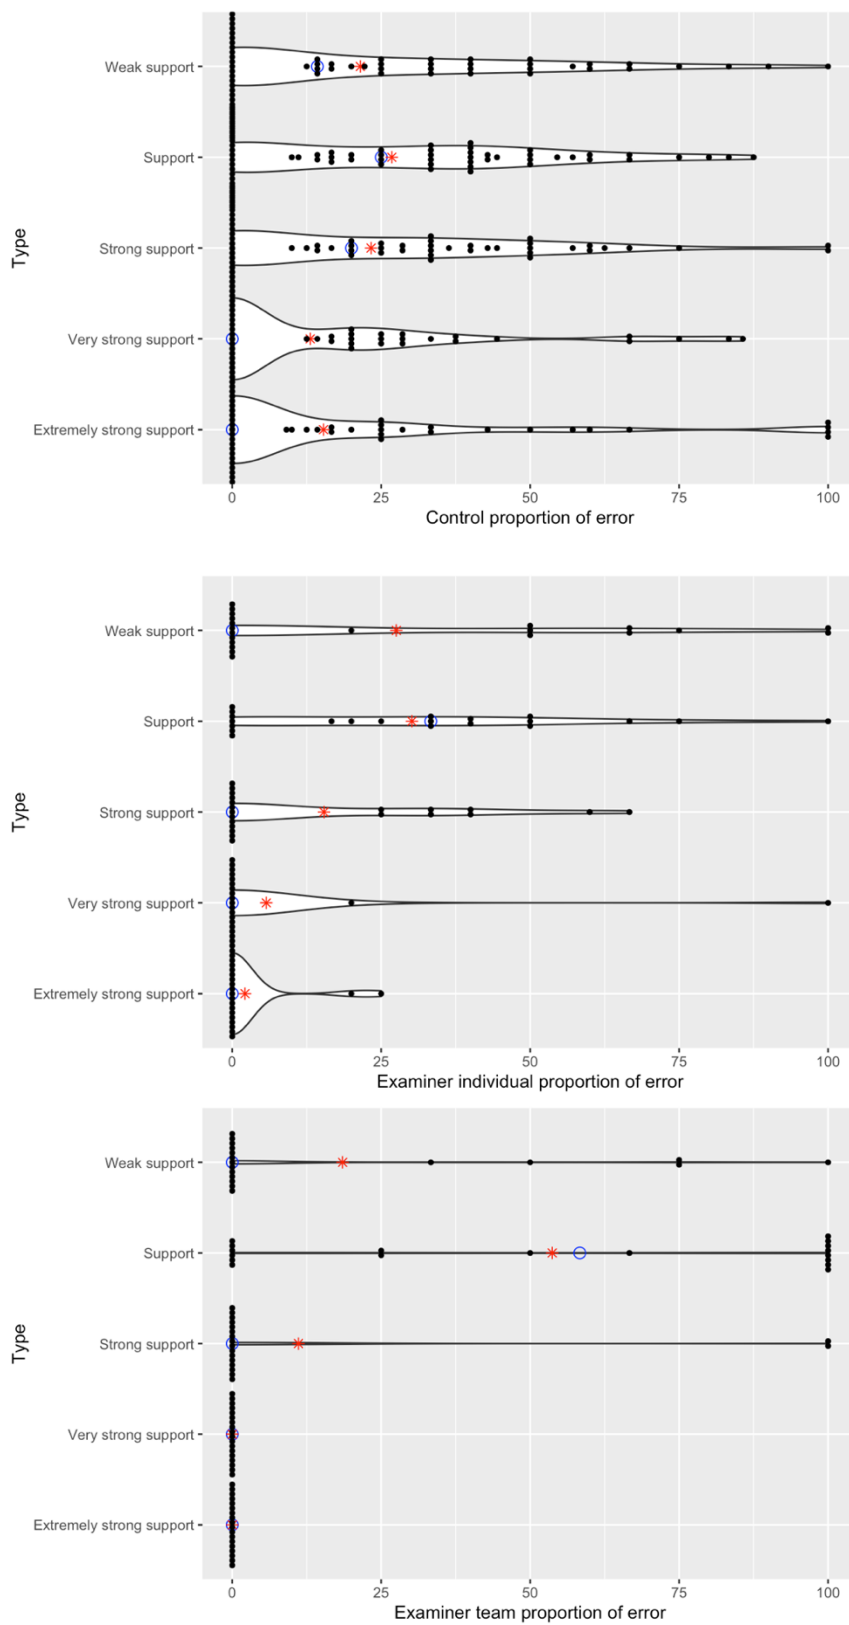 Weak support
Support
Strong support
Very strong support
Extremely strong support
Type
0 25 50 75 100
Control proportion of error
Weak support
Support
Strong support
Very strong support
Extremely strong support
Type
0 25 50 75 100
Examiner individual proportion of error
Weak support
Support
Strong support
Very strong support
Extremely strong support
Type
0 25 50 75 100
Examiner team proportion of error